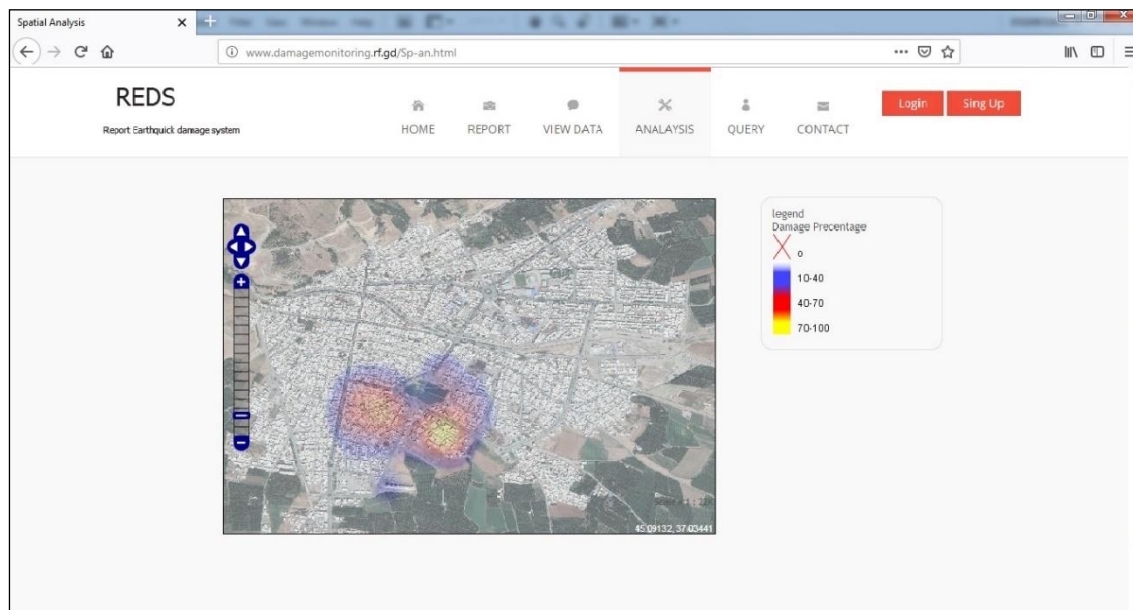 Spatial Analysis
www.damagemonitoring.rf.gd/Sp-an.html
REDS
Report Earthquick damage system
HOME
REPORT
VIEW DATA
ANALAYSIS
QUERY
CONTACT
Login
Sing Up
legend
Damage Precentage
0
10-40
40-70
70-100
45.09132, 37.03441